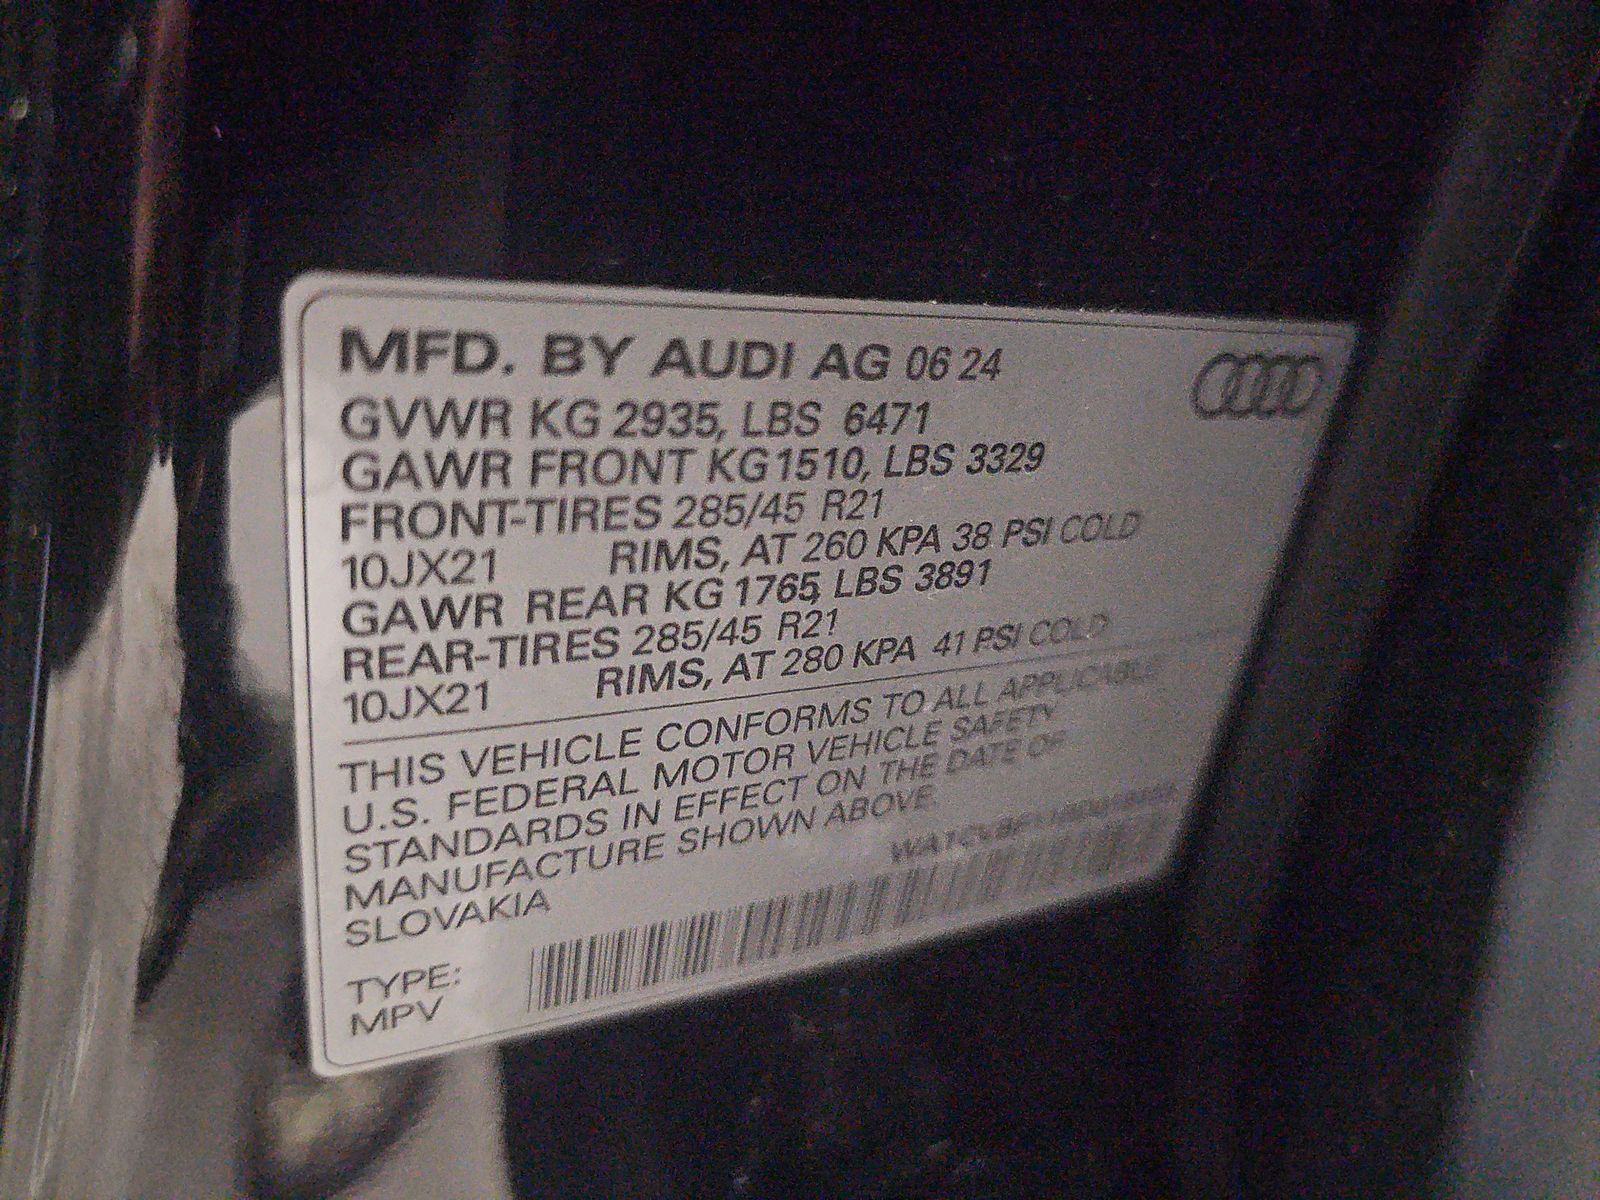 MFD. BY AUDI AG 06 24
GVWR KG 2935, LBS 6471
GAWR FRONT KG 1510, LBS 3329
FRONT-TIRES 285/45 R21
10JX21 RIMS, AT 260 KPA 38 PSI COLD
GAWR REAR KG 1765, LBS 3891
REAR-TIRES 285/45 R21
10JX21 RIMS, AT 280 KPA 41 PSI COLD
THIS VEHICLE CONFORMS TO ALL APPLICABLE
U.S. FEDERAL MOTOR VEHICLE SAFETY
STANDARDS IN EFFECT ON THE DATE OF
MANUFACTURE SHOWN ABOVE.
SLOVAKIA
TYPE:
MPV